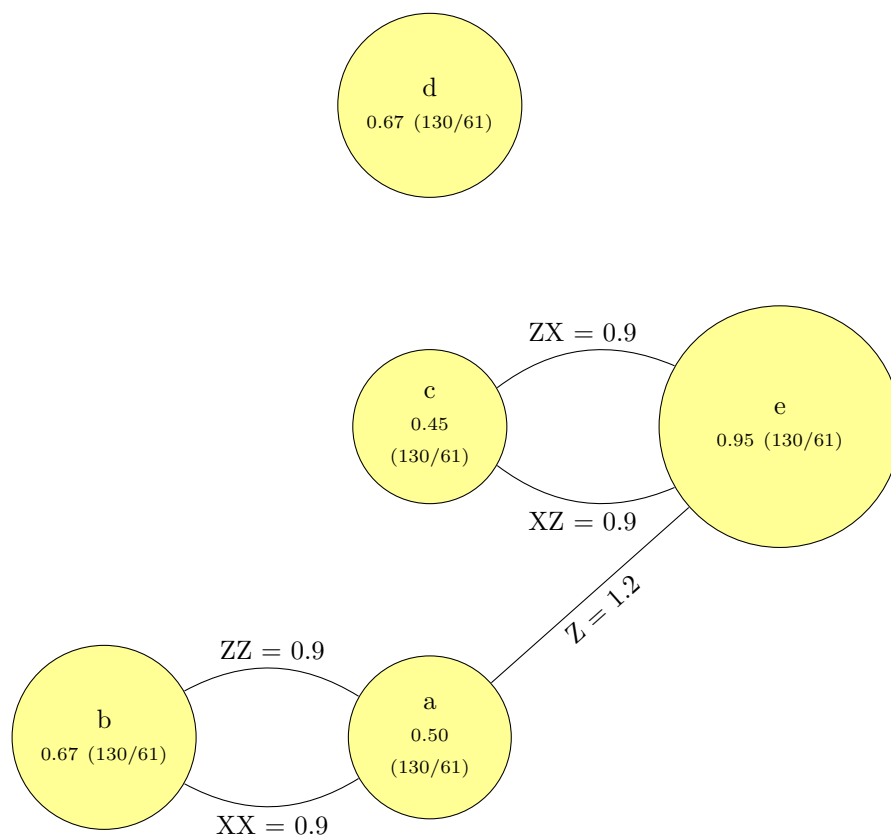 d
0.67 (130/61)
ZX = 0.9
c
0.45
(130/61)
e
0.95 (130/61)
XZ = 0.9
Z = 1.2
ZZ = 0.9
b
0.67 (130/61)
a
0.50
(130/61)
XX = 0.9